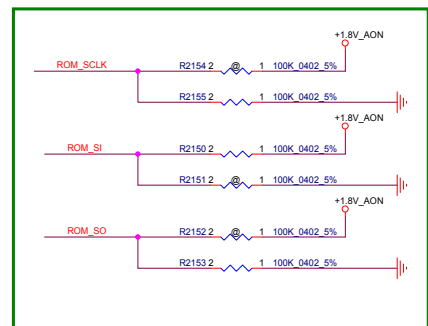 +1.8V_AON
ROM_SCLK R2154 2 @ 1 100K_0402_5%
R2155 2 1 100K_0402_5%
+1.8V_AON
ROM_SI R2150 2 1 100K_0402_5%
R2151 2 @ 1 100K_0402_5%
+1.8V_AON
ROM_SO R2152 2 @ 1 100K_0402_5%
R2153 2 1 100K_0402_5%